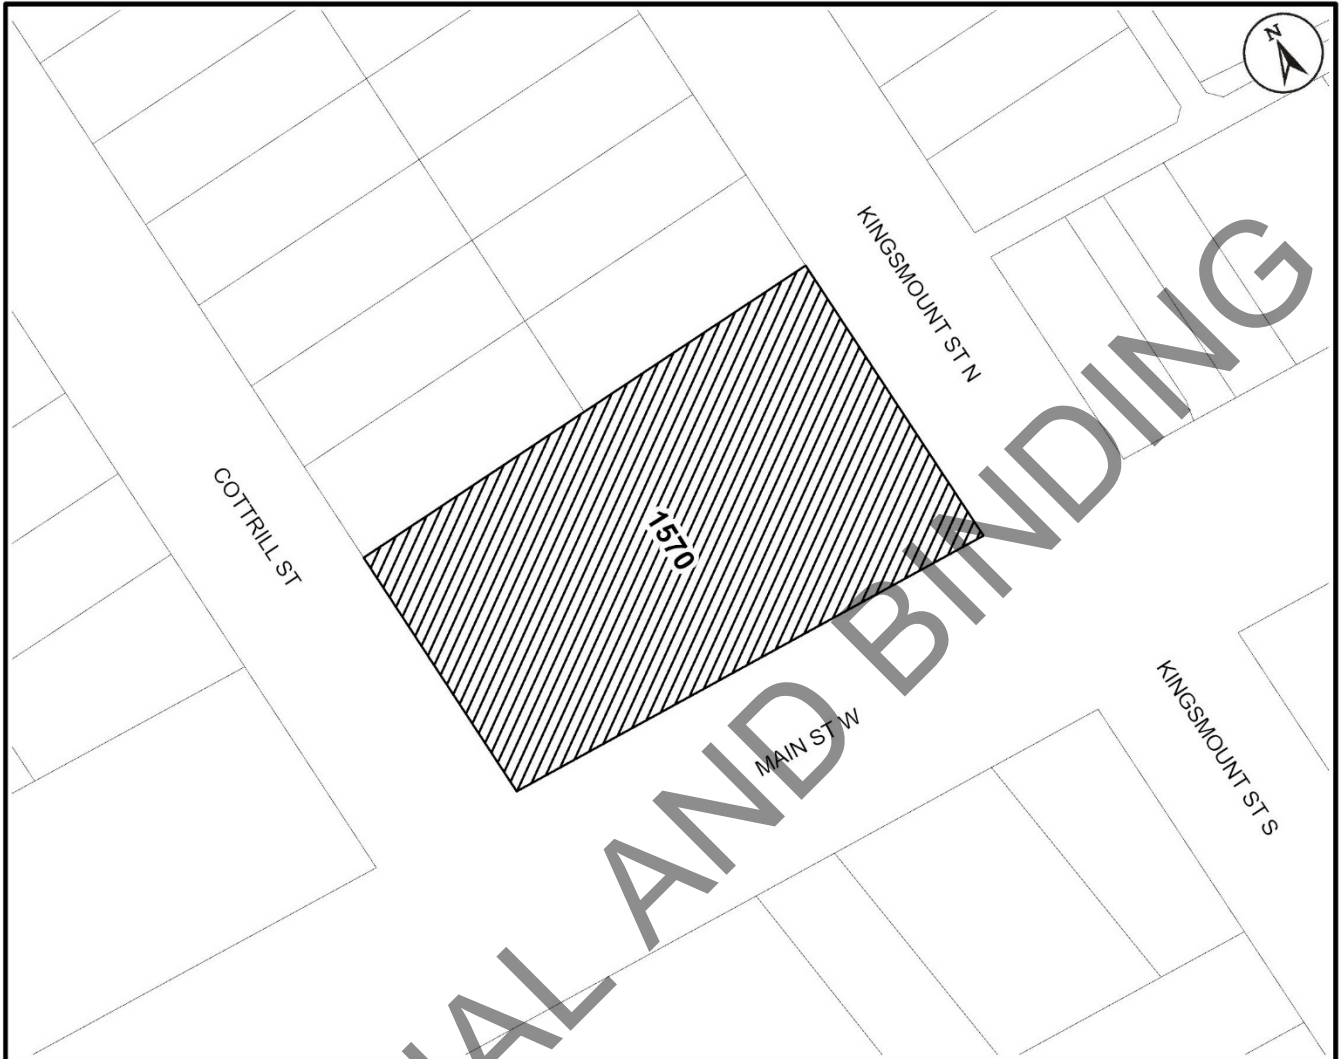 N
KINGSMOUNT ST N
COTTRILL ST
1570
MAIN ST W
KINGSMOUNT ST S
AL AND BINDING